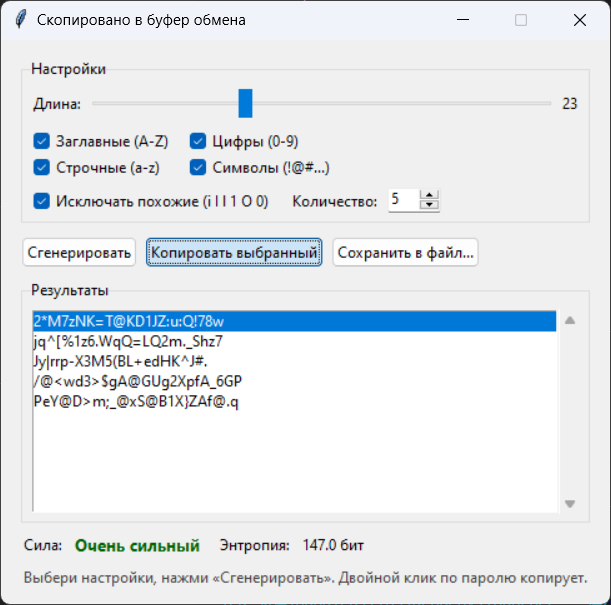 Скопировано в буфер обмена
Настройки
Длина: 23
Заглавные (A-Z) Цифры (0-9)
Строчные (a-z) Символы (!@#...)
Исключать похожие (i l I 1 O 0) Количество: 5
Сгенерировать Копировать выбранный Сохранить в файл...
Результаты
2*M7zNK=T@KD1JZ:u:Q!78w
jq^[%1z6.WqQ=LQ2m._Shz7
Jy|rrp-X3M5(BL+edHK^J#.
/@<wd3>$gA@GUg2XpfA_6GP
PeY@D>m;_@xS@B1X}ZAf@.q
Сила: Очень сильный Энтропия: 147.0 бит
Выбери настройки, нажми «Сгенерировать». Двойной клик по паролю копирует.